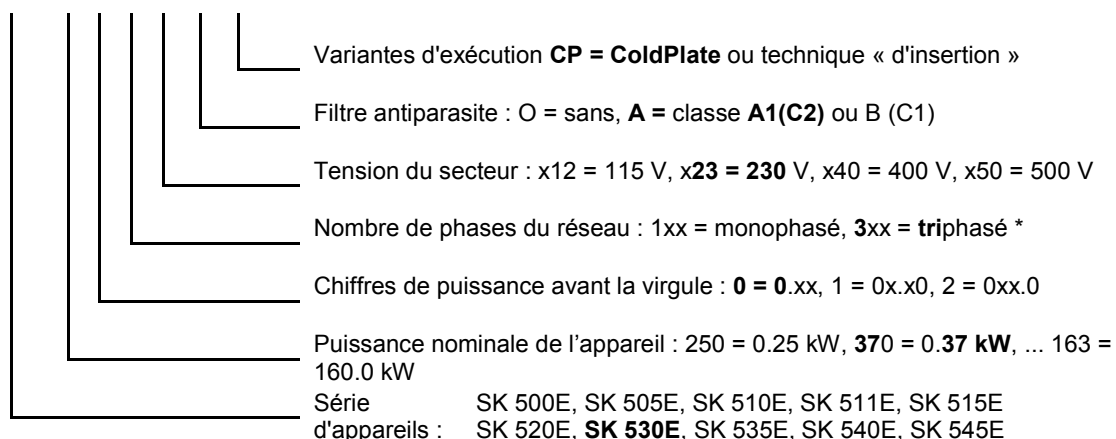 Variantes d'exécution CP = ColdPlate ou technique « d'insertion »
Filtre antiparasite : O = sans, A = classe A1(C2) ou B (C1)
Tension du secteur : x12 = 115 V, x23 = 230 V, x40 = 400 V, x50 = 500 V
Nombre de phases du réseau : 1xx = monophasé, 3xx = triphasé *
Chiffres de puissance avant la virgule : 0 = 0.xx, 1 = 0x.x0, 2 = 0xx.0
Puissance nominale de l’appareil : 250 = 0.25 kW, 370 = 0.37 kW, ... 163 =
160.0 kW
Série SK 500E, SK 505E, SK 510E, SK 511E, SK 515E
d'appareils : SK 520E, SK 530E, SK 535E, SK 540E, SK 545E